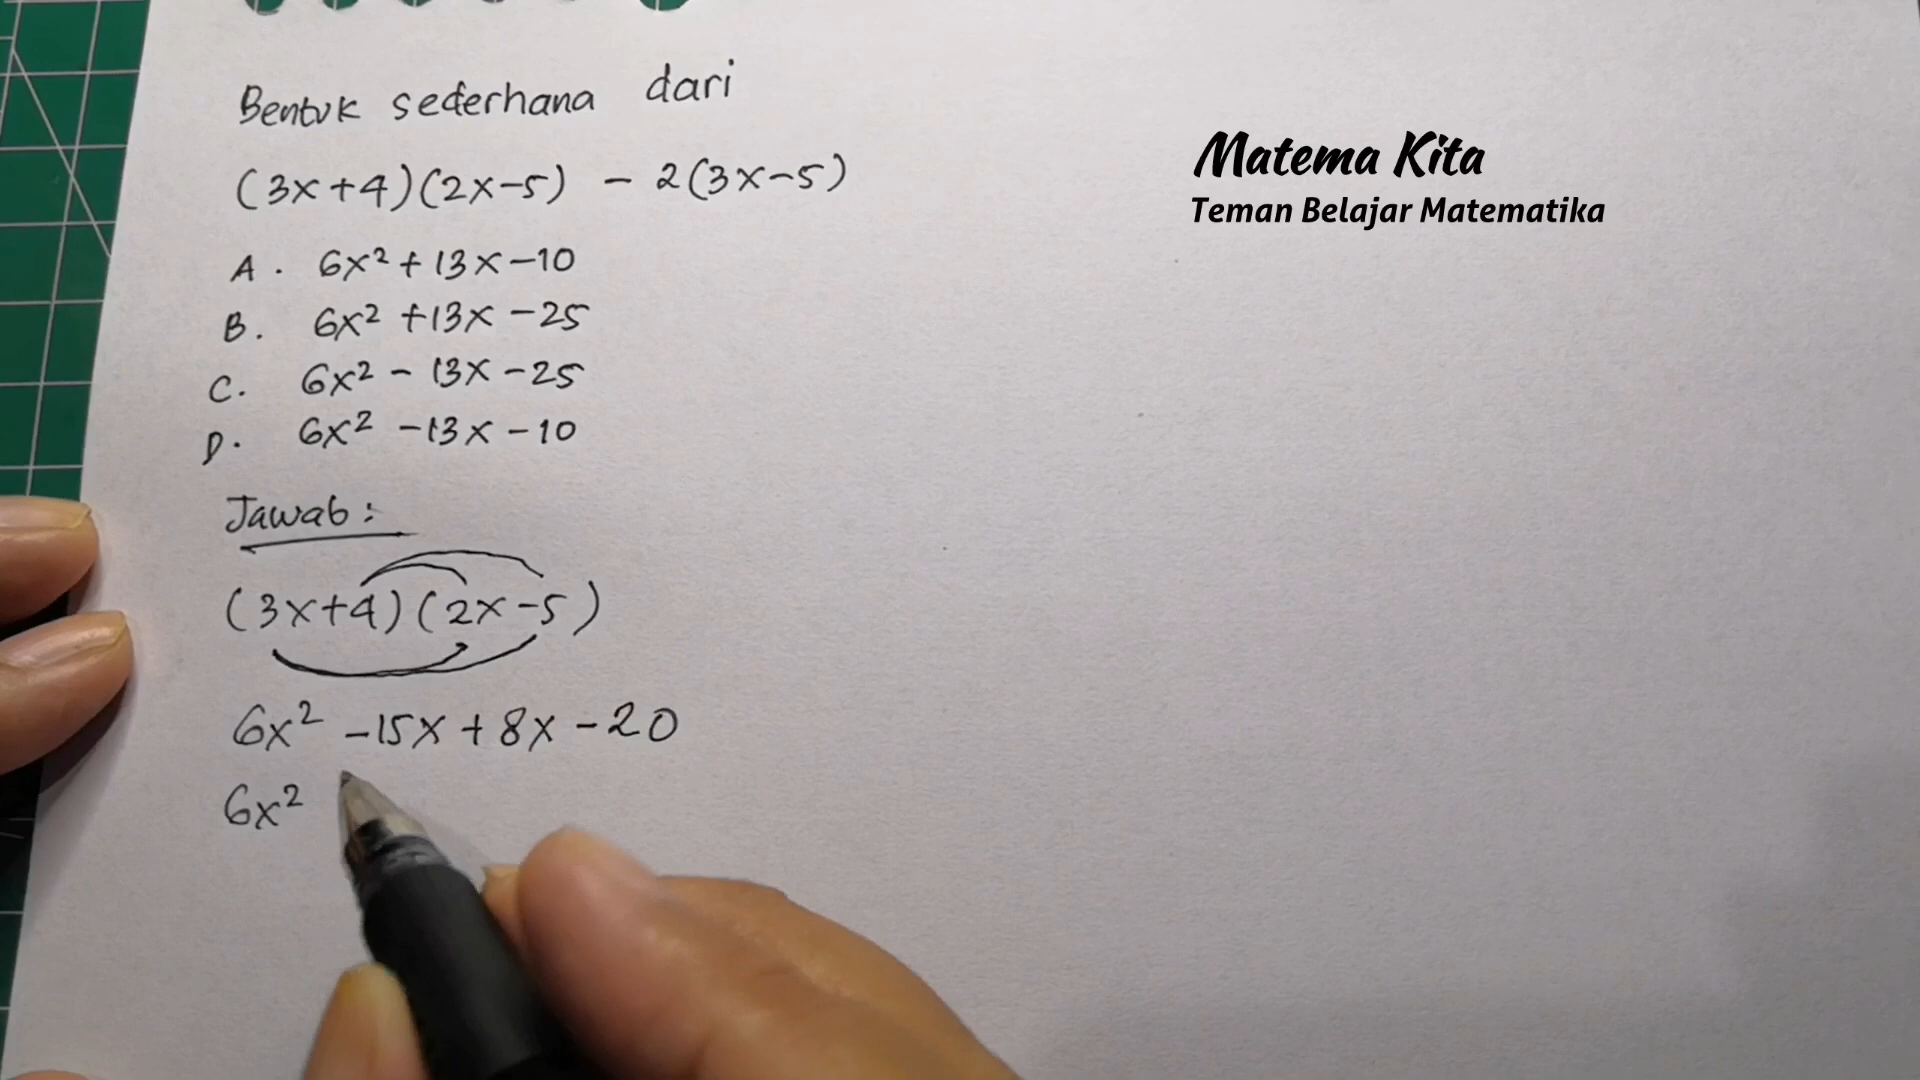 Bentuk sederhana dari
(3x+4)(2x-5) - 2(3x-5)
A. 6x² + 13x - 10
B. 6x² + 13x - 25
C. 6x² - 13x - 25
D. 6x² - 13x - 10
Jawab:
(3x+4)(2x-5)
6x² - 15x + 8x - 20
6x²
Matema Kita
Teman Belajar Matematika